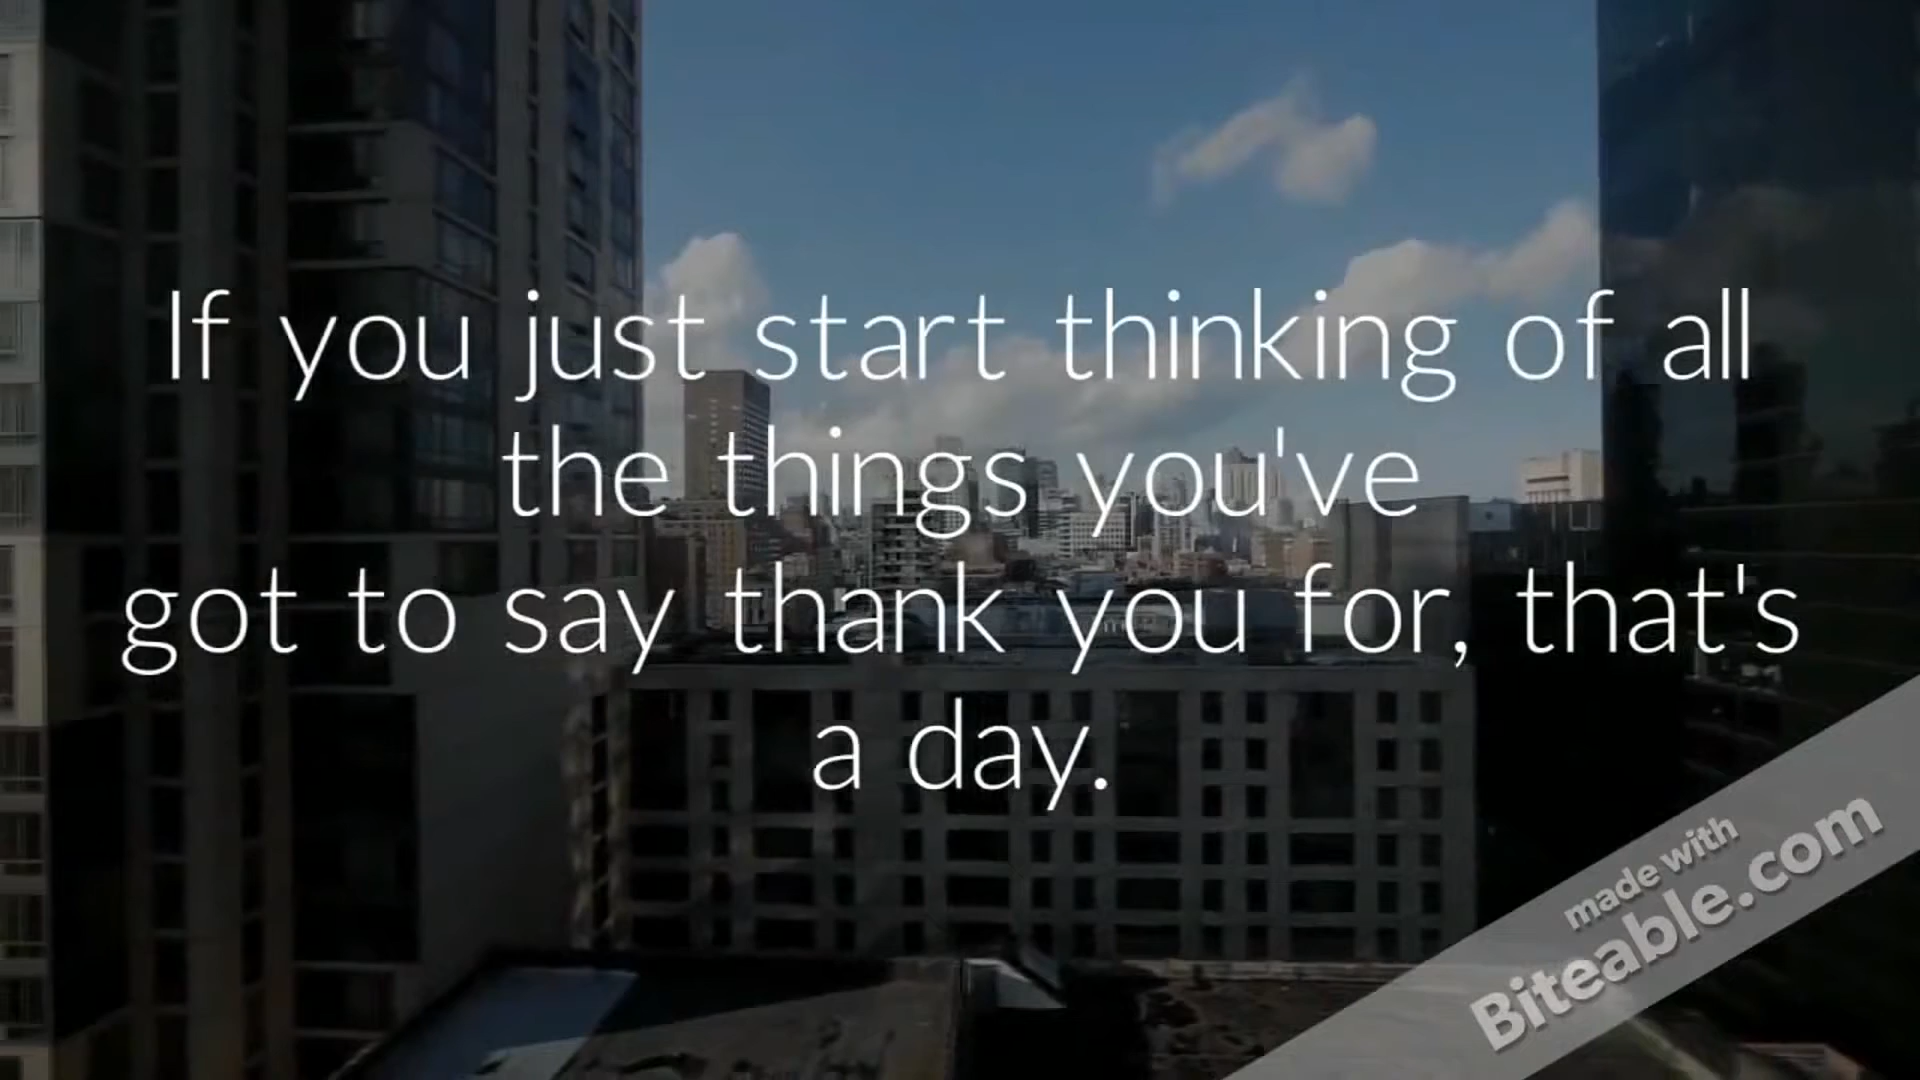 If you just start thinking of all
the things you've
got to say thank you for, that's
a day.
made with
Biteable.com